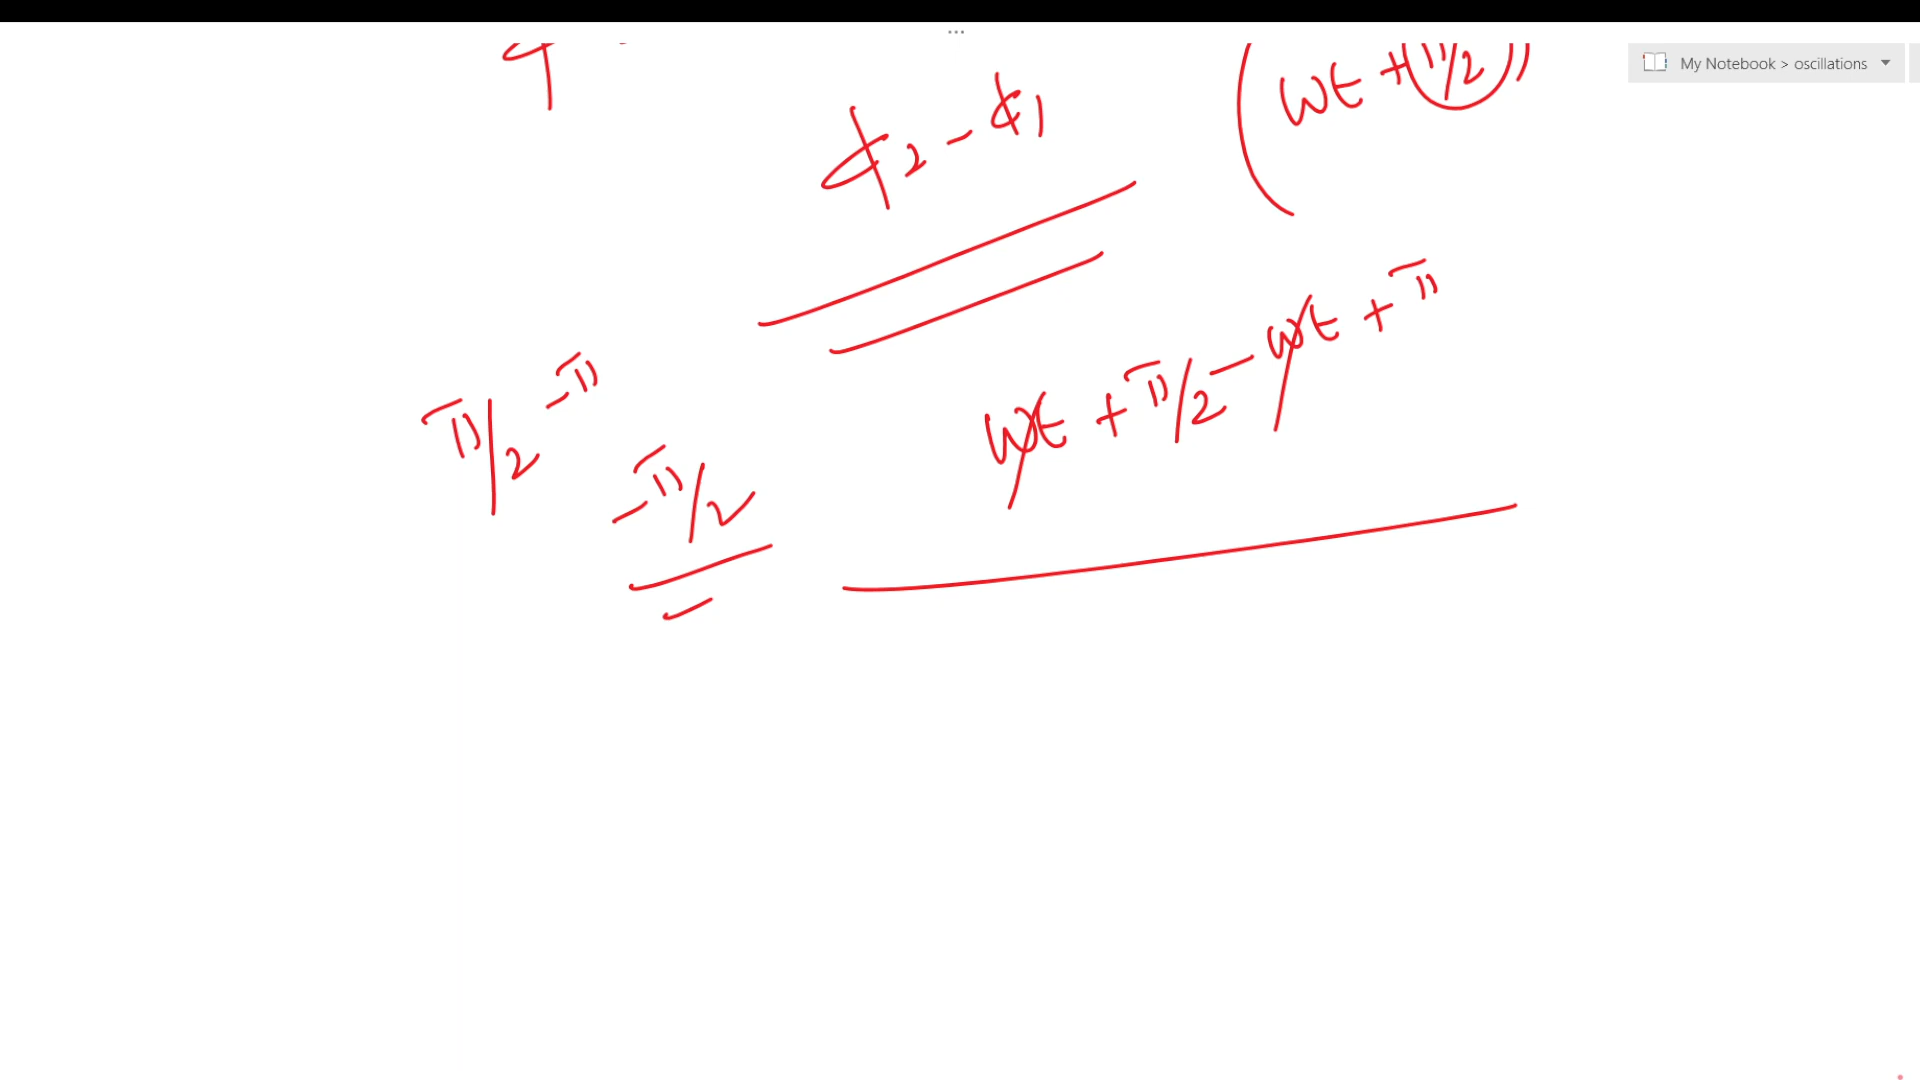 (ωt + π/2))
My Notebook > oscillations
ϕ2 - ϕ1
ωt + π/2 - ωt + π
π/2 - π
-π/2